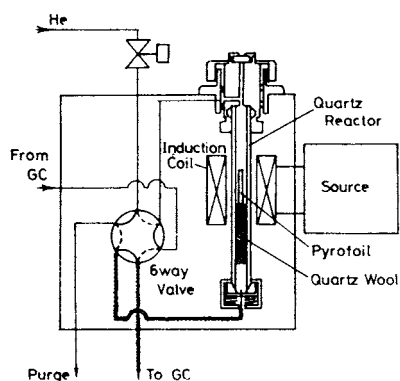 He
Quartz
Reactor
From
GC
Induction
Coil
Source
Pyrofoil
6way
Valve
Quartz Wool
Purge
To GC